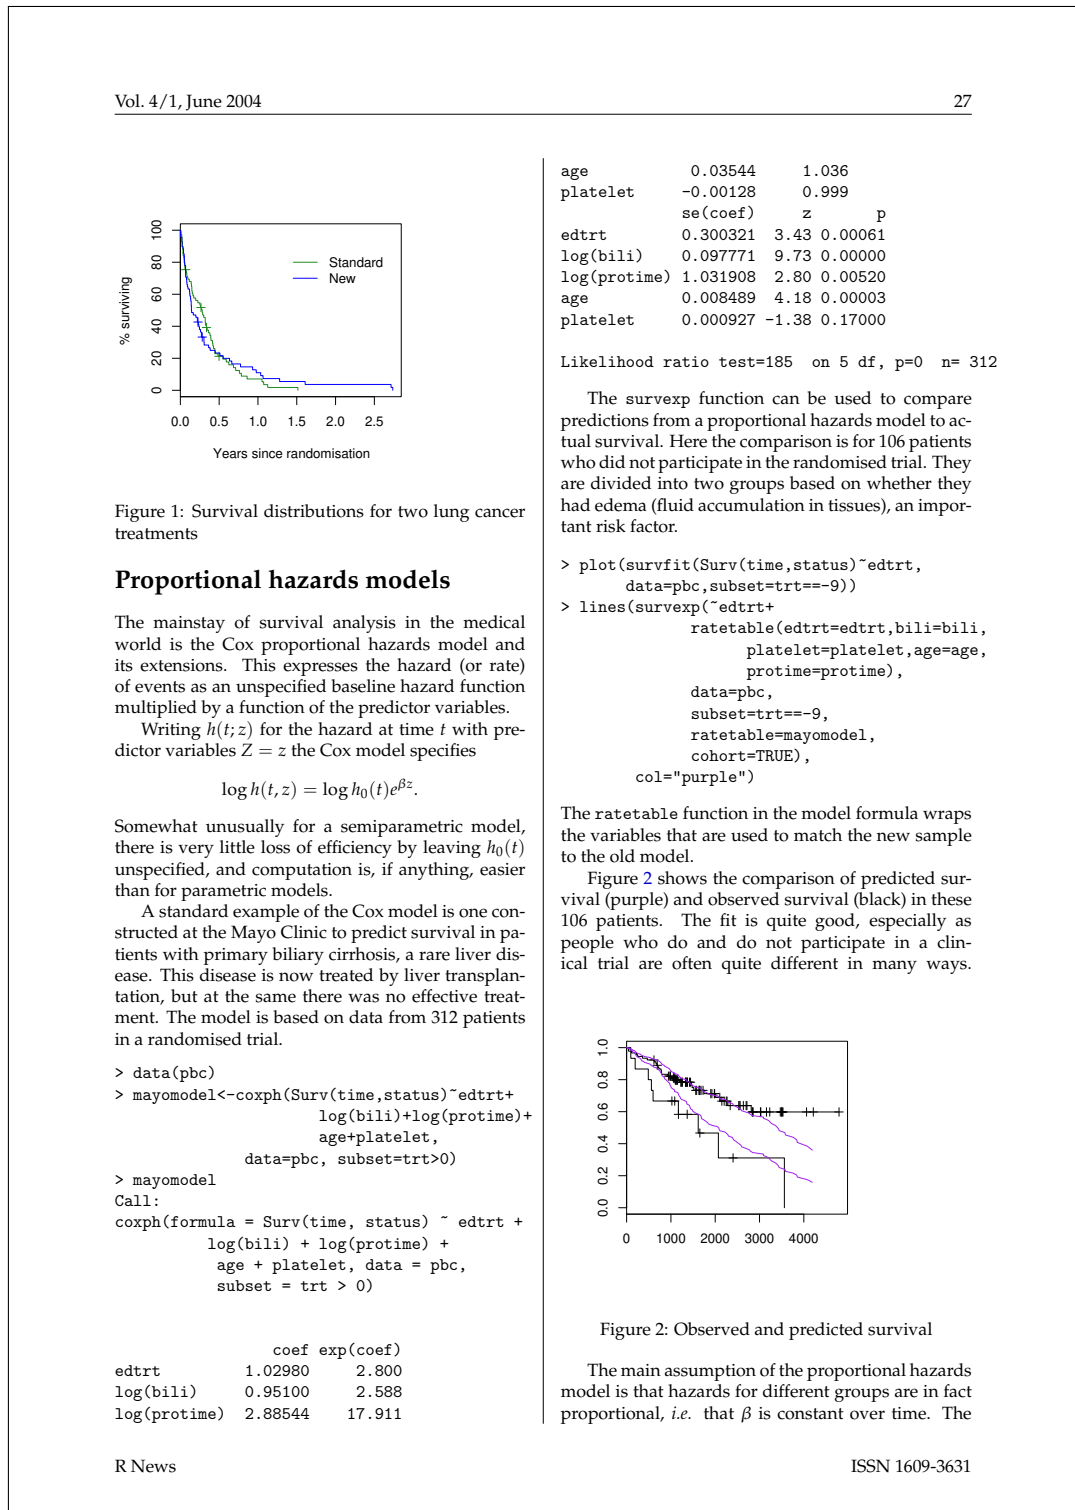 Vol. 4/1, June 2004 27
100
80
60
40
20
0
% surviving
Standard
New
0.0 0.5 1.0 1.5 2.0 2.5
Years since randomisation
Figure 1: Survival distributions for two lung cancer
treatments
Proportional hazards models
The mainstay of survival analysis in the medical
world is the Cox proportional hazards model and
its extensions. This expresses the hazard (or rate)
of events as an unspecified baseline hazard function
multiplied by a function of the predictor variables.
Writing h(t; z) for the hazard at time t with pre-
dictor variables Z = z the Cox model specifies
log h(t, z) = log h₀(t)e^{βz}.
Somewhat unusually for a semiparametric model,
there is very little loss of efficiency by leaving h₀(t)
unspecified, and computation is, if anything, easier
than for parametric models.
A standard example of the Cox model is one con-
structed at the Mayo Clinic to predict survival in pa-
tients with primary biliary cirrhosis, a rare liver dis-
ease. This disease is now treated by liver transplan-
tation, but at the same there was no effective treat-
ment. The model is based on data from 312 patients
in a randomised trial.
> data(pbc)
> mayomodel<-coxph(Surv(time,status)~edtrt+
log(bili)+log(protime)+
age+platelet,
data=pbc, subset=trt>0)
> mayomodel
Call:
coxph(formula = Surv(time, status) ~ edtrt +
log(bili) + log(protime) +
age + platelet, data = pbc,
subset = trt > 0)
coef exp(coef)
edtrt 1.02980 2.800
log(bili) 0.95100 2.588
log(protime) 2.88544 17.911
age 0.03544 1.036
platelet -0.00128 0.999
se(coef) z p
edtrt 0.300321 3.43 0.00061
log(bili) 0.097771 9.73 0.00000
log(protime) 1.031908 2.80 0.00520
age 0.008489 4.18 0.00003
platelet 0.000927 -1.38 0.17000
Likelihood ratio test=185 on 5 df, p=0 n= 312
The survexp function can be used to compare
predictions from a proportional hazards model to ac-
tual survival. Here the comparison is for 106 patients
who did not participate in the randomised trial. They
are divided into two groups based on whether they
had edema (fluid accumulation in tissues), an impor-
tant risk factor.
> plot(survfit(Surv(time,status)~edtrt,
data=pbc,subset=trt==-9))
> lines(survexp(~edtrt+
ratetable(edtrt=edtrt,bili=bili,
platelet=platelet,age=age,
protime=protime),
data=pbc,
subset=trt==-9,
ratetable=mayomodel,
cohort=TRUE),
col="purple")
The ratetable function in the model formula wraps
the variables that are used to match the new sample
to the old model.
Figure 2 shows the comparison of predicted sur-
vival (purple) and observed survival (black) in these
106 patients. The fit is quite good, especially as
people who do and do not participate in a clin-
ical trial are often quite different in many ways.
1.0
0.8
0.6
0.4
0.2
0.0
0 1000 2000 3000 4000
Figure 2: Observed and predicted survival
The main assumption of the proportional hazards
model is that hazards for different groups are in fact
proportional, i.e. that β is constant over time. The
R News ISSN 1609-3631